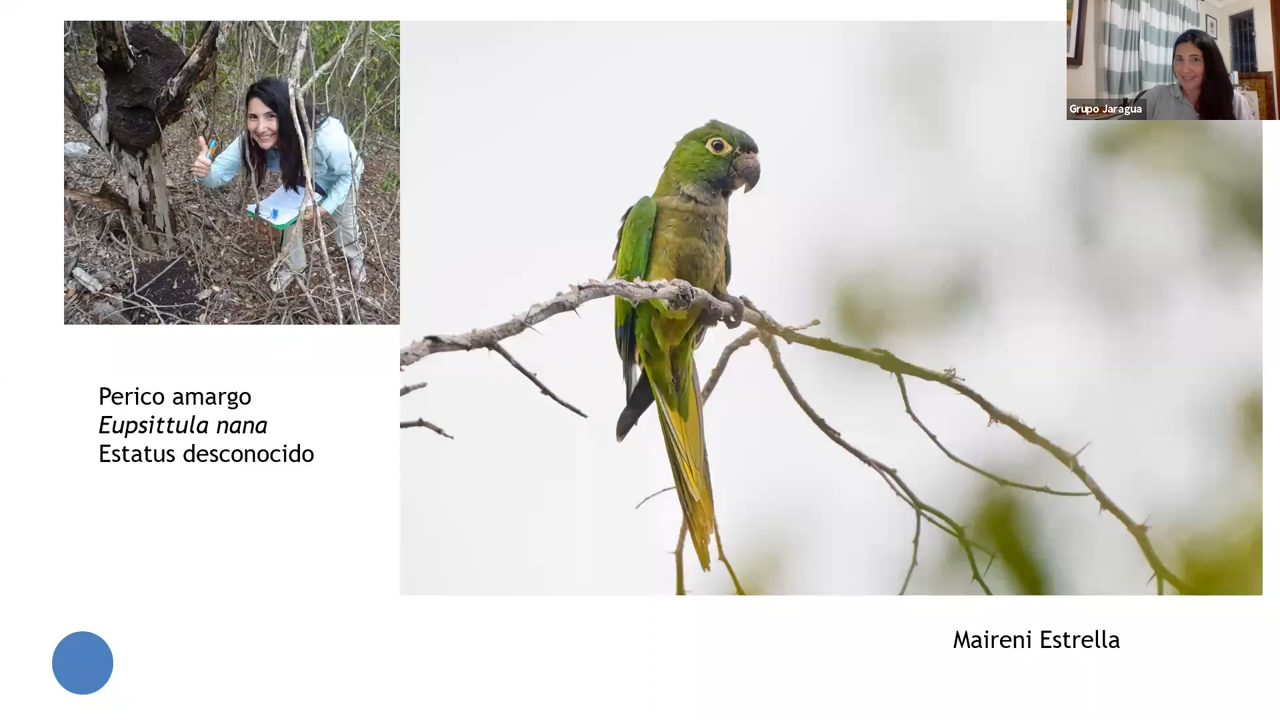 Grupo Jaragua
Perico amargo
Eupsittula nana
Estatus desconocido
Maireni Estrella